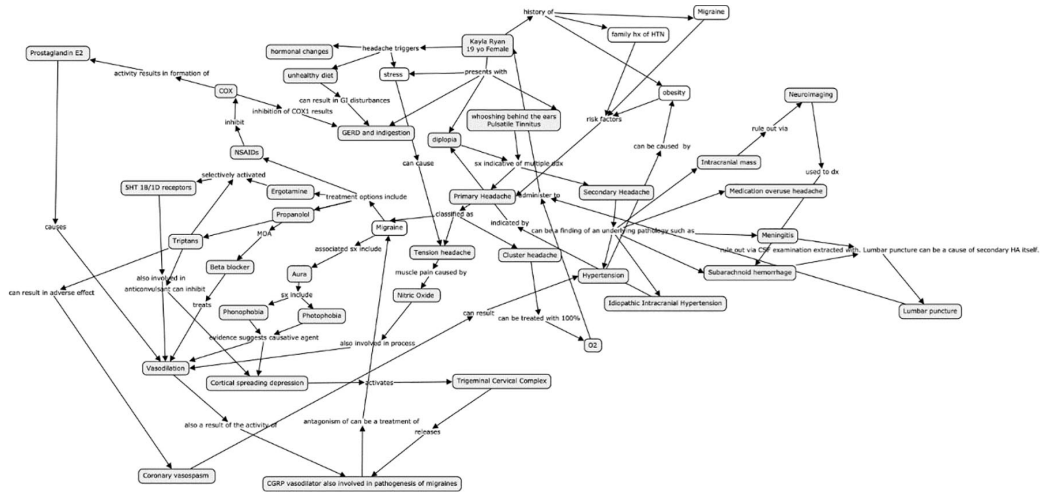 history of
Migraine
family hx of HTN
Kayla Ryan
19 yo Female
headache triggers
hormonal changes
Prostaglandin E2
unhealthy diet
stress
presents with
activity results in formation of
COX
obesity
Neuroimaging
can result in GI disturbances
inhibition of COX1 results
whooshing behind the ears
Pulsatile Tinnitus
risk factors
inhibit
GERD and indigestion
diplopia
rule out via
can be caused by
NSAIDs
can cause
sx indicative of multiple ddx
Intracranial mass
selectively activated
used to dx
5HT 1B/1D receptors
Ergotamine
treatment options include
Primary Headache
administer to
Secondary Headache
Medication overuse headache
Propanolol
classified as
indicated by
causes
MOA
Migraine
can be a finding of an underlying pathology such as
Meningitis
Triptans
associated sx include
Tension headache
Cluster headache
rule out via CSF examination extracted with. Lumbar puncture can be a cause of secondary HA itself.
Beta blocker
Aura
muscle pain caused by
Hypertension
Subarachnoid hemorrhage
also involved in
anticonvulsant can inhibit
can result in adverse effect
sx include
Nitric Oxide
treats
Phonophobia
Photophobia
can result
Idiopathic Intracranial Hypertension
Lumbar puncture
can be treated with 100%
evidence suggests causative agent
also involved in process
O2
Vasodilation
Cortical spreading depression
activates
Trigeminal Cervical Complex
also a result of the activity of
antagonism of can be a treatment of
releases
Coronary vasospasm
CGRP vasodilator also involved in pathogenesis of migraines